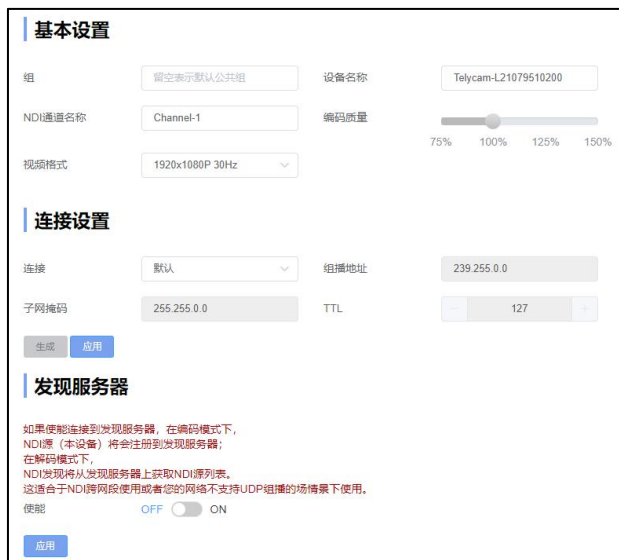 基本设置
组 留空表示默认公共组 设备名称 Telycam-L21079510200
NDI通道名称 Channel-1 编码质量
75% 100% 125% 150%
视频格式 1920x1080P 30Hz
连接设置
连接 默认 组播地址 239.255.0.0
子网掩码 255.255.0.0 TTL 127
生成 应用
发现服务器
如果使能连接到发现服务器，在编码模式下，
NDI源（本设备）将会注册到发现服务器；
在解码模式下，
NDI发现将从发现服务器上获取NDI源列表。
这适合于NDI跨网段使用或者您的网络不支持UDP组播的场情景下使用。
使能 OFF ON
应用